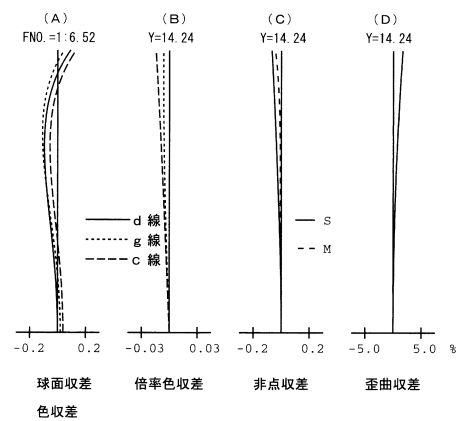 (A) (B) (C) (D)
FNO.=1:6.52 Y=14.24 Y=14.24 Y=14.24
d 線
g 線
c 線
S
M
-0.2 0.2 -0.03 0.03 -0.2 0.2 -5.0 5.0 %
球面収差 倍率色収差 非点収差 歪曲収差
色収差